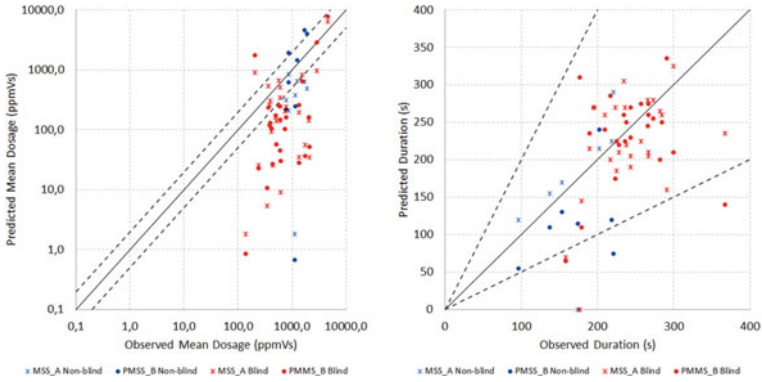 10000,0
1000,0
100,0
10,0
1,0
0,1
0,1
1,0
10,0
100,0
1000,0
10000,0
Predicted Mean Dosage (ppmVs)
Observed Mean Dosage (ppmVs)
MSS_A Non-blind
PMSS_B Non-blind
MSS_A Blind
PMMS_B Blind
400
350
300
250
200
150
100
50
0
0
100
200
300
400
Predicted Duration (s)
Observed Duration (s)
MSS_A Non-blind
PMSS_B Non-blind
MSS_A Blind
PMMS_B Blind